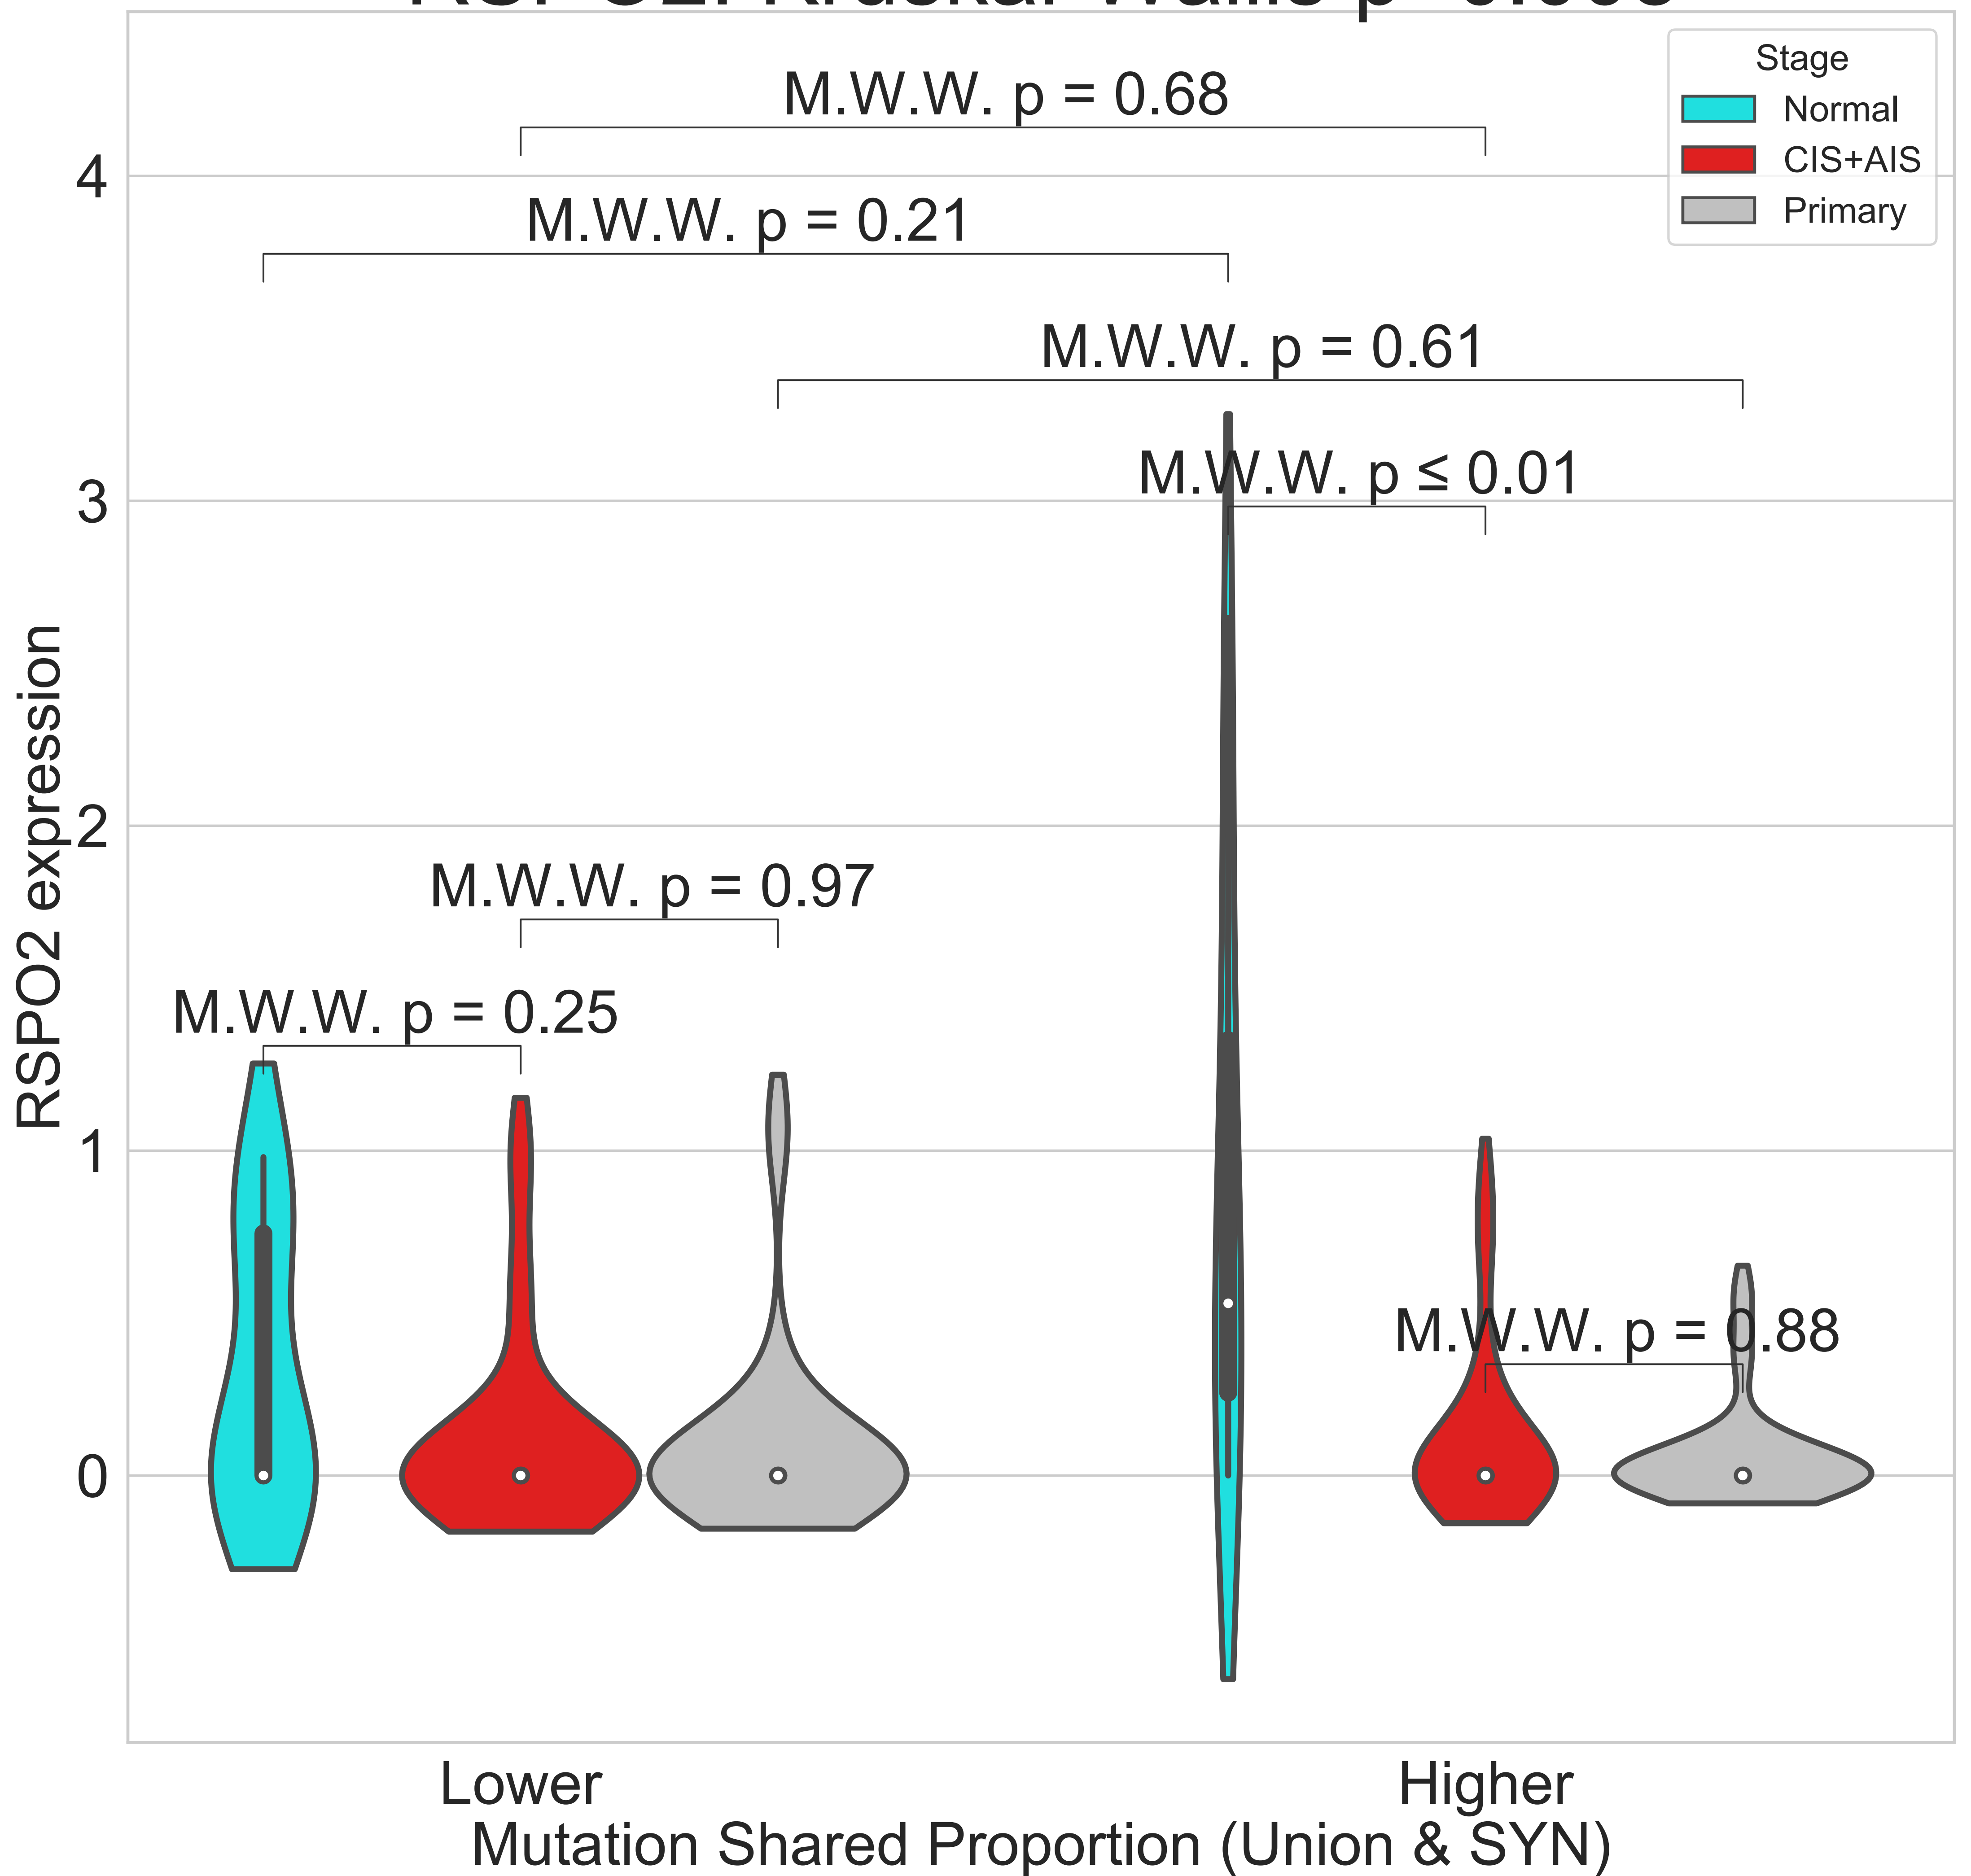 Stage
Normal
CIS+AIS
Primary
M.W.W. p = 0.68
M.W.W. p = 0.21
M.W.W. p = 0.61
M.W.W. p ≤ 0.01
M.W.W. p = 0.97
M.W.W. p = 0.25
M.W.W. p = 0.88
4
3
2
1
0
RSPO2 expression
Lower
Higher
Mutation Shared Proportion (Union & SYN)